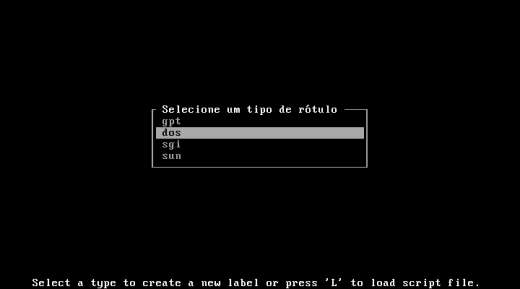 Selecione um tipo de rótulo
gpt
dos
sgi
sun
Select a type to create a new label or press 'L' to load script file.